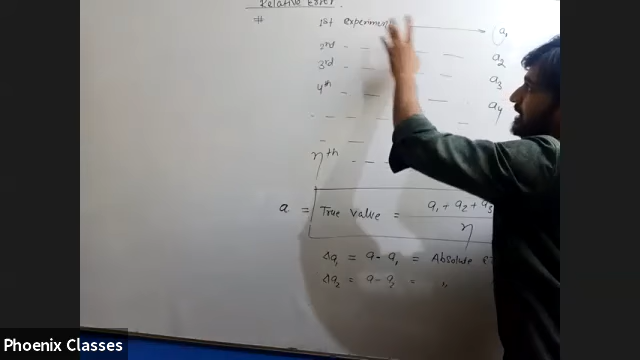 Relative Error.
# 1st experiment a₁
2nd - - - - a₂
3rd - - - - a₃
4th - - - a₄
nth - - -
a = True Value = a₁ + a₂ + a₃ / n
Δa₁ = a - a₁ = Absolute
Δa₂ = a - a₂ = "
Phoenix Classes